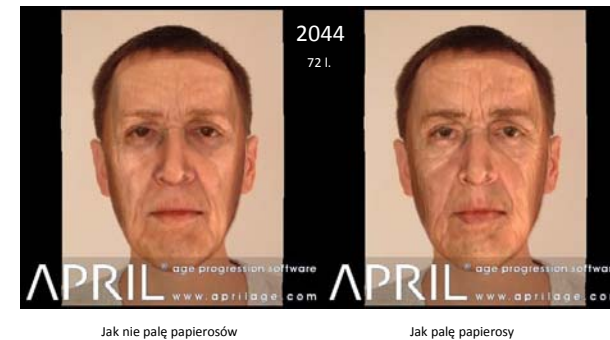 2044
72 l.
APRIL © age progression software
www.aprilage.com
APRIL © age progression softwar
www.aprilage.co
Jak nie palę papierosów
Jak palę papierosy